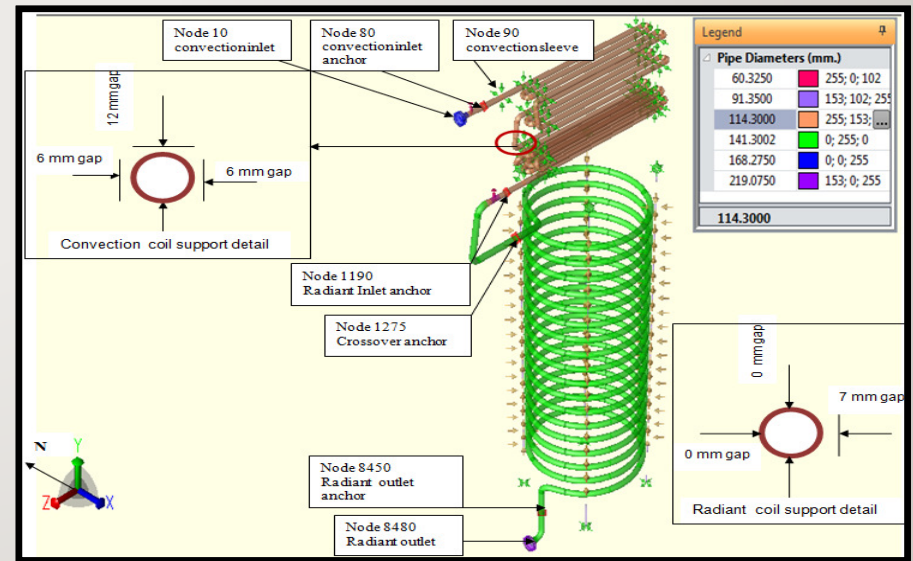 Node 10
convectioninlet
Node 80
convectioninlet
anchor
Node 90
convectionsleeve
Legend
Pipe Diameters (mm.)
60.3250 255; 0; 102
91.3500 153; 102; 255
114.3000 255; 153; ...
141.3002 0; 255; 0
168.2750 0; 0; 255
219.0750 153; 0; 255
114.3000
12 mm gap
6 mm gap
6 mm gap
Convection coil support detail
Node 1190
Radiant Inlet anchor
Node 1275
Crossover anchor
0 mm gap
7 mm gap
0 mm gap
Radiant coil support detail
N
Y
Z
X
Node 8450
Radiant outlet
anchor
Node 8480
Radiant outlet